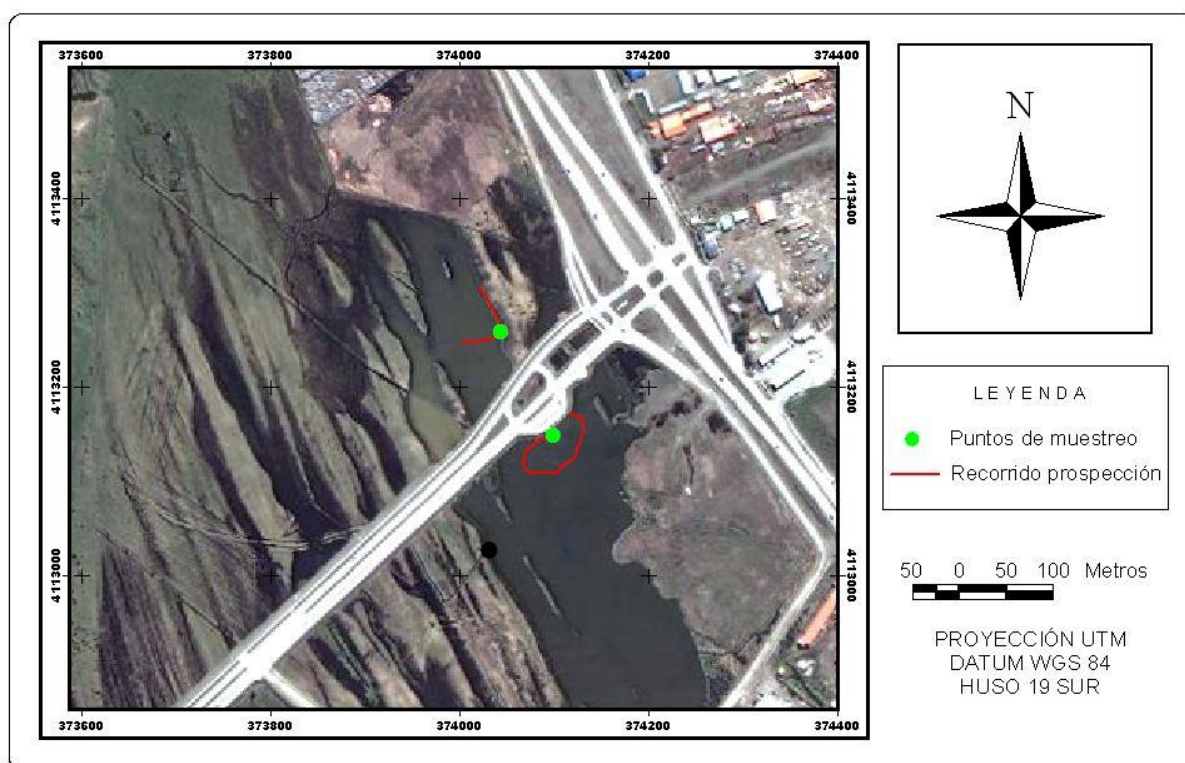 373600 373800 374000 374200 374400
4113400 4113400
4113200 4113200
4113000 4113000
373600 373800 374000 374200 374400
N
LEYENDA
Puntos de muestreo
Recorrido prospección
50 0 50 100 Metros
PROYECCIÓN UTM
DATUM WGS 84
HUSO 19 SUR